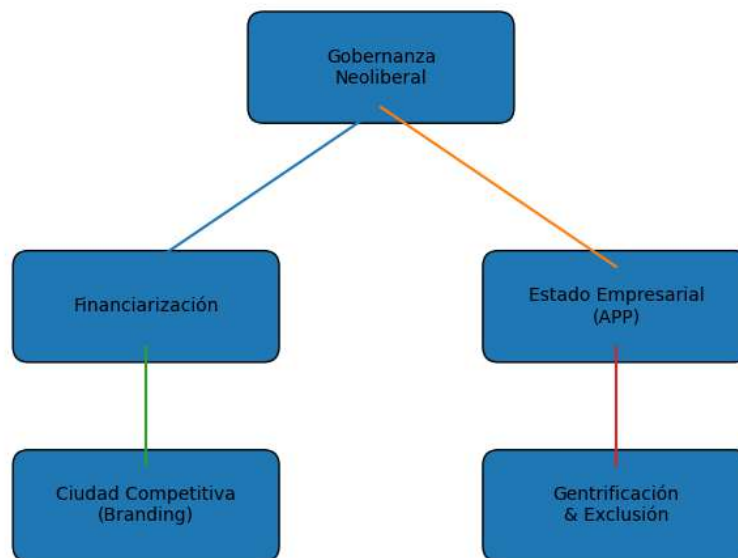 Gobernanza
Neoliberal
Financiarización
Estado Empresarial
(APP)
Ciudad Competitiva
(Branding)
Gentrificación
& Exclusión